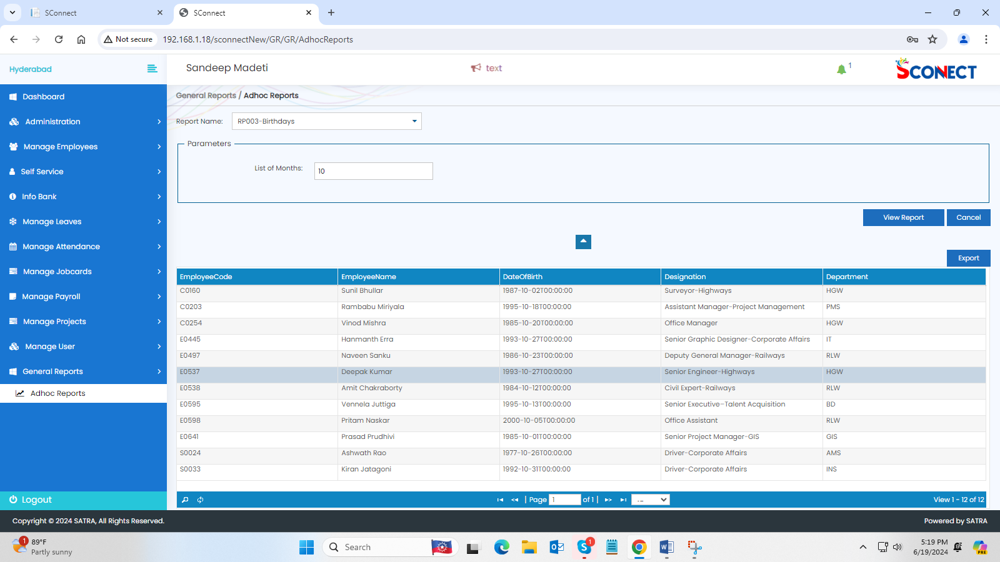 SConnect
SConnect
Not secure
192.168.1.18/sconnectNew/GR/GR/AdhocReports
Hyderabad
Sandeep Madeti
text
1
SCONNECT
Dashboard
Administration
Manage Employees
Self Service
Info Bank
Manage Leaves
Manage Attendance
Manage Jobcards
Manage Payroll
Manage Projects
Manage User
General Reports
Adhoc Reports
Logout
General Reports / Adhoc Reports
Report Name: RP003-Birthdays
Parameters
List of Months: 10
View Report Cancel
Export
EmployeeCode EmployeeName DateOfBirth Designation Department
C0160 Sunil Bhullar 1987-10-02T00:00:00 Surveyor-Highways HGW
C0203 Rambabu Miriyala 1995-10-18T00:00:00 Assistant Manager-Project Management PMS
C0254 Vinod Mishra 1985-10-20T00:00:00 Office Manager HGW
E0445 Hanmanth Erra 1993-10-27T00:00:00 Senior Graphic Designer-Corporate Affairs IT
E0497 Naveen Sanku 1986-10-23T00:00:00 Deputy General Manager-Railways RLW
E0537 Deepak Kumar 1993-10-27T00:00:00 Senior Engineer-Highways HGW
E0538 Amit Chakraborty 1984-10-12T00:00:00 Civil Expert-Railways RLW
E0595 Vennela Juttiga 1995-10-13T00:00:00 Senior Executive–Talent Acquisition BD
E0598 Pritam Naskar 2000-10-05T00:00:00 Office Assistant RLW
E0641 Prasad Prudhivi 1985-10-01T00:00:00 Senior Project Manager-GIS GIS
S0024 Ashwath Rao 1977-10-26T00:00:00 Driver-Corporate Affairs AMS
S0033 Kiran Jatagoni 1992-10-31T00:00:00 Driver-Corporate Affairs INS
Page 1 of 1 View 1 - 12 of 12
Copyright © 2024 SATRA, All Rights Reserved. Powered by SATRA
1
89°F
Partly sunny
Search
1
PRE
5:19 PM
6/19/2024